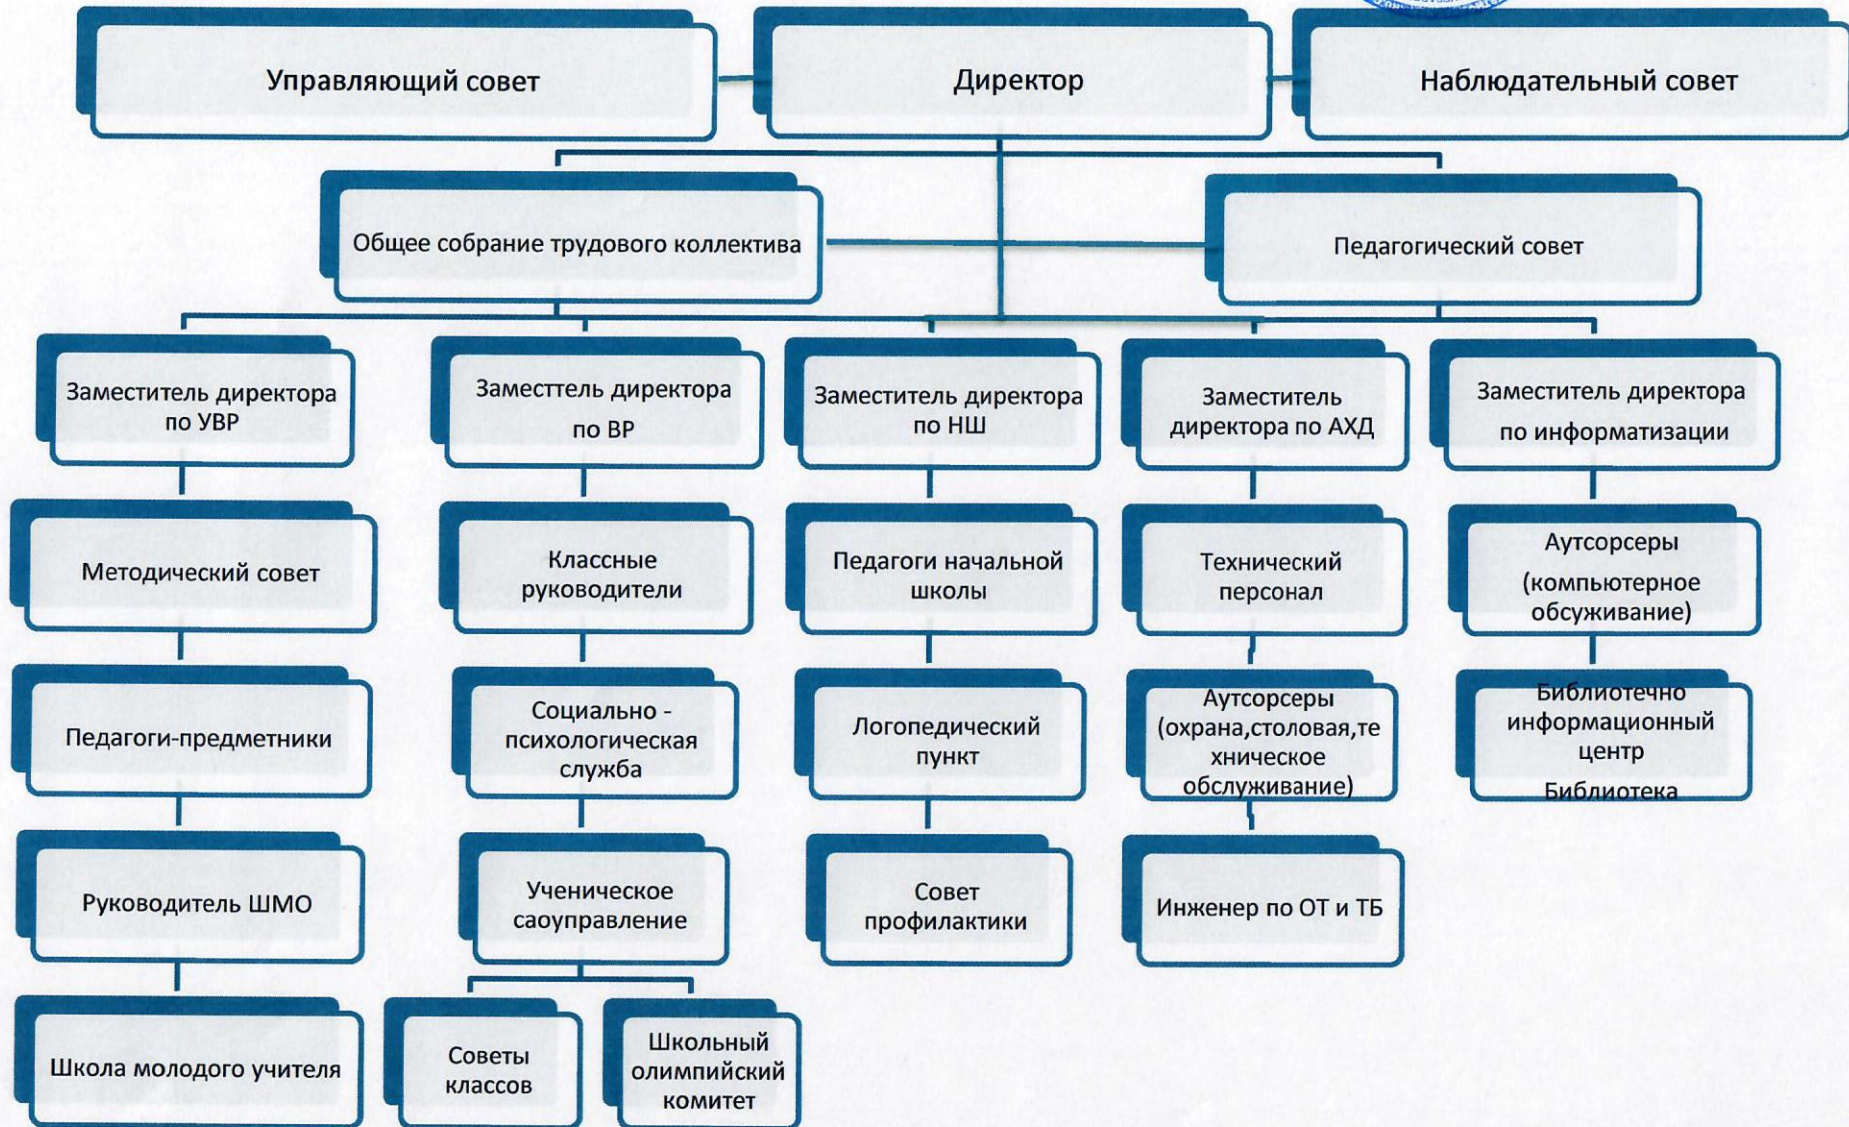 Управляющий совет
Директор
Наблюдательный совет
Общее собрание трудового коллектива
Педагогический совет
Заместитель директора
по УВР
Заместтель директора
по ВР
Заместитель директора
по НШ
Заместитель
директора по АХД
Заместитель директора
по информатизации
Методический совет
Классные
руководители
Педагоги начальной
школы
Технический
персонал
Аутсорсеры
(компьютерное
обсуживание)
Педагоги-предметники
Социально -
психологическая
служба
Логопедический
пункт
Аутсорсеры
(охрана,столовая,те
хническое
обслуживание)
Библиотечно
информационный
центр
Библиотека
Руководитель ШМО
Ученическое
саоуправление
Совет
профилактики
Инженер по ОТ и ТБ
Школа молодого учителя
Советы
классов
Школьный
олимпийский
комитет